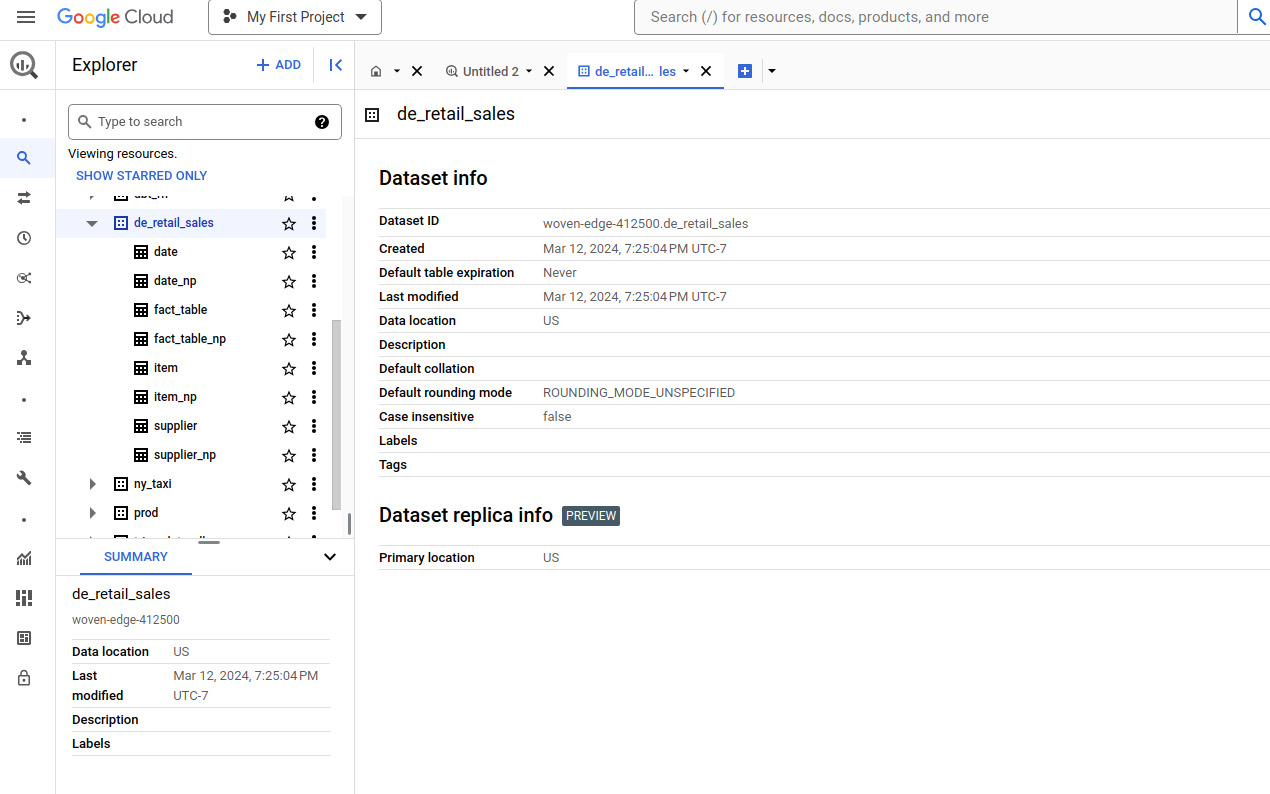 Google Cloud
My First Project
Search (/) for resources, docs, products, and more
Explorer
+ ADD
Untitled 2
de_retail... les
Type to search
Viewing resources.
SHOW STARRED ONLY
de_retail_sales
date
date_np
fact_table
fact_table_np
item
item_np
supplier
supplier_np
ny_taxi
prod
SUMMARY
de_retail_sales
woven-edge-412500
Data location US
Last modified Mar 12, 2024, 7:25:04 PM
UTC-7
Description
Labels
de_retail_sales
Dataset info
Dataset ID woven-edge-412500.de_retail_sales
Created Mar 12, 2024, 7:25:04 PM UTC-7
Default table expiration Never
Last modified Mar 12, 2024, 7:25:04 PM UTC-7
Data location US
Description
Default collation
Default rounding mode ROUNDING_MODE_UNSPECIFIED
Case insensitive false
Labels
Tags
Dataset replica info PREVIEW
Primary location US